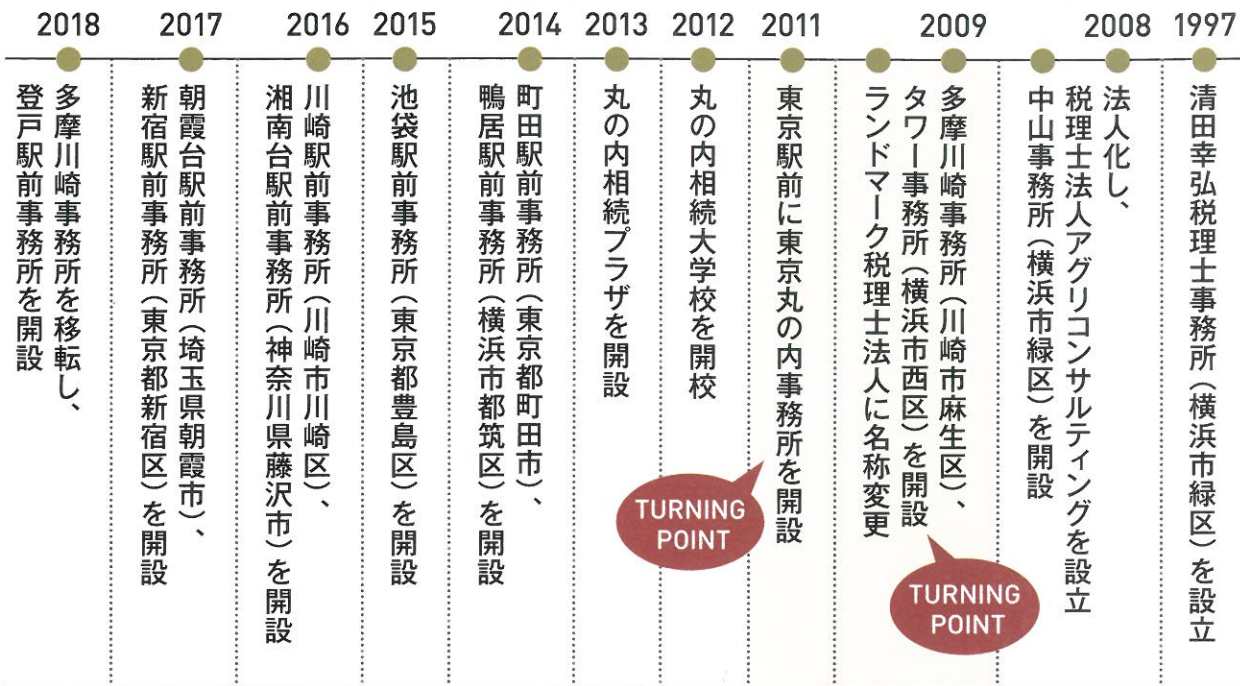 1997
清田幸弘税理士事務所（横浜市緑区）を設立
2008
法人化し、
税理士法人アグリコンサルティングを設立
中山事務所（横浜市緑区）を開設
2009
多摩川崎事務所（川崎市麻生区）、
タワー事務所（横浜市西区）を開設
ランドマーク税理士法人に名称変更
TURNING
POINT
2011
東京駅前に東京丸の内事務所を開設
TURNING
POINT
2012
丸の内相続大学校を開校
2013
丸の内相続プラザを開設
2014
町田駅前事務所（東京都町田市）、
鴨居駅前事務所（横浜市都筑区）を開設
2015
池袋駅前事務所（東京都豊島区）を開設
2016
川崎駅前事務所（川崎市川崎区）、
湘南台駅前事務所（神奈川県藤沢市）を開設
2017
朝霞台駅前事務所（埼玉県朝霞市）、
新宿駅前事務所（東京都新宿区）を開設
2018
多摩川崎事務所を移転し、
登戸駅前事務所を開設